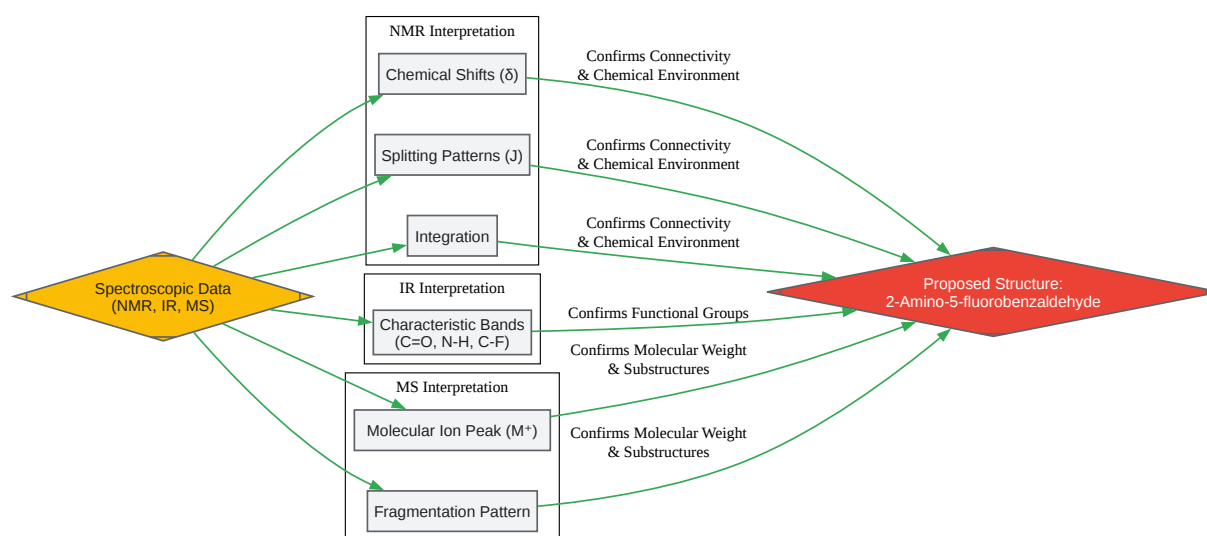 NMR Interpretation
Chemical Shifts (δ)
Splitting Patterns (J)
Integration
Confirms Connectivity
& Chemical Environment
Confirms Connectivity
& Chemical Environment
Confirms Connectivity
& Chemical Environment
Spectroscopic Data
(NMR, IR, MS)
IR Interpretation
Characteristic Bands
(C=O, N-H, C-F)
Confirms Functional Groups
Proposed Structure:
2-Amino-5-fluorobenzaldehyde
MS Interpretation
Molecular Ion Peak (M⁺)
Fragmentation Pattern
Confirms Molecular Weight
& Substructures
Confirms Molecular Weight
& Substructures